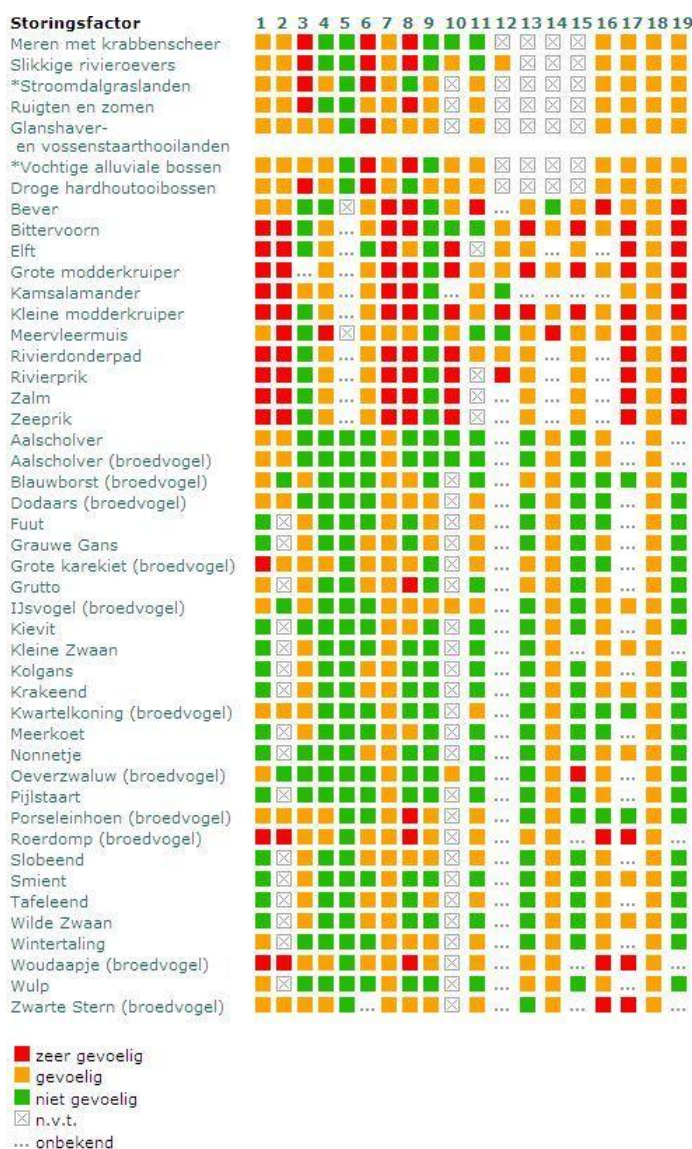 Storingsfactor 1 2 3 4 5 6 7 8 9 10 11 12 13 14 15 16 17 18 19
Meren met krabbenscheer
Slikkige rivieroevers
*Stroomdalgraslanden
Ruigten en zomen
Glanshaver-
en vossenstaarthooilanden
*Vochtige alluviale bossen
Droge hardhoutooibossen
Bever ...
Bittervoorn ...
Elft ... ... ...
Grote modderkruiper ... ...
Kamsalamander ... ... ... ... ... ...
Kleine modderkruiper ...
Meervleermuis
Rivierdonderpad ... ... ...
Rivierprik ... ... ...
Zalm ... ... ... ...
Zeeprik ... ... ... ...
Aalscholver ... ... ...
Aalscholver (broedvogel) ... ... ...
Blauwborst (broedvogel) ...
Dodaars (broedvogel) ... ...
Fuut ... ...
Grauwe Gans ... ...
Grote karekiet (broedvogel) ... ...
Grutto ... ...
IJsvogel (broedvogel) ... ...
Kievit ... ...
Kleine Zwaan ... ... ...
Kolgans ... ...
Krakeend ...
Kwartelkoning (broedvogel) ...
Meerkoet ... ...
Nonnetje ...
Oeverzwaluw (broedvogel) ... ...
Pijlstaart ... ...
Porseleinhoen (broedvogel) ...
Roerdomp (broedvogel) ... ... ...
Slobeend ... ...
Smient ...
Tafeleend ... ...
Wilde Zwaan ...
Wintertaling ... ...
Woudaapje (broedvogel) ... ... ...
Wulp ... ...
Zwarte Stern (broedvogel) ... ... ... ...
zeer gevoelig
gevoelig
niet gevoelig
n.v.t.
... onbekend